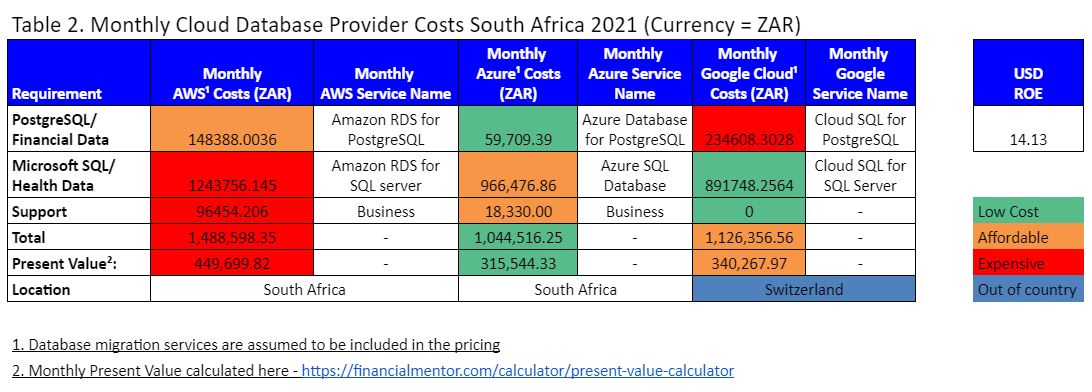 Table 2. Monthly Cloud Database Provider Costs South Africa 2021 (Currency = ZAR)
Requirement
Monthly
AWS¹ Costs (ZAR)
Monthly
AWS Service Name
Monthly
Azure¹ Costs
(ZAR)
Monthly
Azure Service
Name
Monthly
Google Cloud¹
Costs (ZAR)
Monthly
Google
Service Name
USD
ROE
PostgreSQL/
Financial Data
148388.0036
Amazon RDS for
PostgreSQL
59,709.39
Azure Database
for PostgreSQL
234608.3028
Cloud SQL for
PostgreSQL
14.13
Microsoft SQL/
Health Data
1243756.145
Amazon RDS for
SQL server
966,476.86
Azure SQL
Database
891748.2564
Cloud SQL for
SQL Server
Support
96454.206
Business
18,330.00
Business
0
-
Low Cost
Total
1,488,598.35
-
1,044,516.25
-
1,126,356.56
-
Affordable
Present Value²:
449,699.82
-
315,544.33
-
340,267.97
-
Expensive
Location
South Africa
South Africa
Switzerland
Out of country
1. Database migration services are assumed to be included in the pricing
2. Monthly Present Value calculated here - https://financialmentor.com/calculator/present-value-calculator